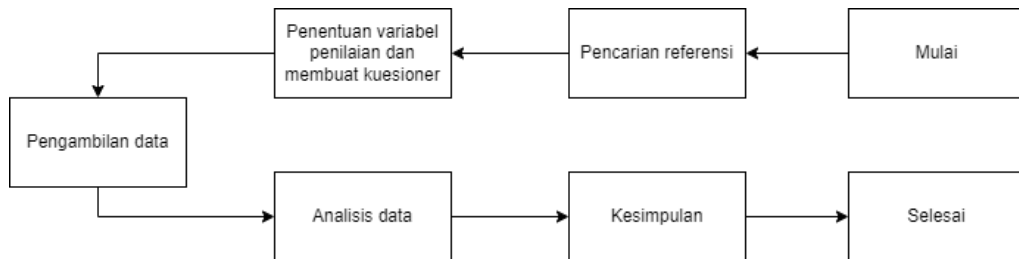 Mulai
Pencarian referensi
Penentuan variabel
penilaian dan
membuat kuesioner
Pengambilan data
Analisis data
Kesimpulan
Selesai